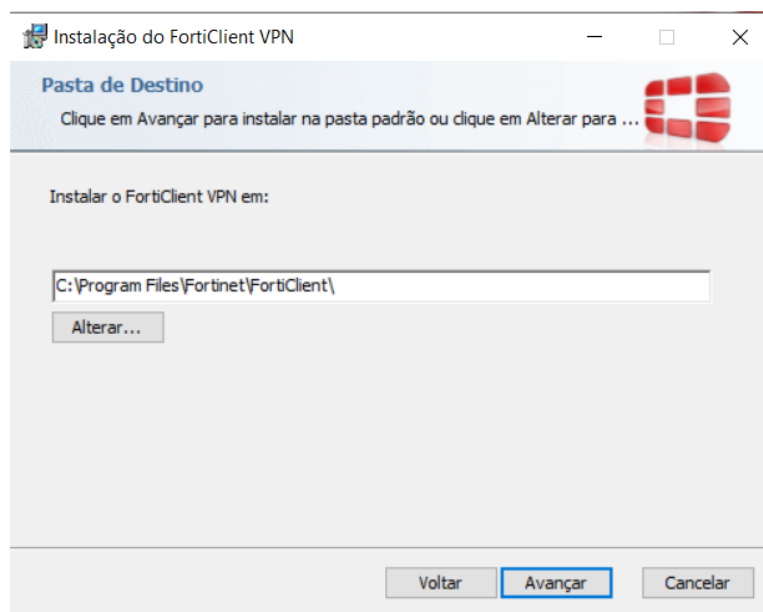 Instalação do FortiClient VPN
Pasta de Destino
Clique em Avançar para instalar na pasta padrão ou clique em Alterar para ...
Instalar o FortiClient VPN em:
C:\Program Files\Fortinet\FortiClient\
Alterar...
Voltar Avançar Cancelar